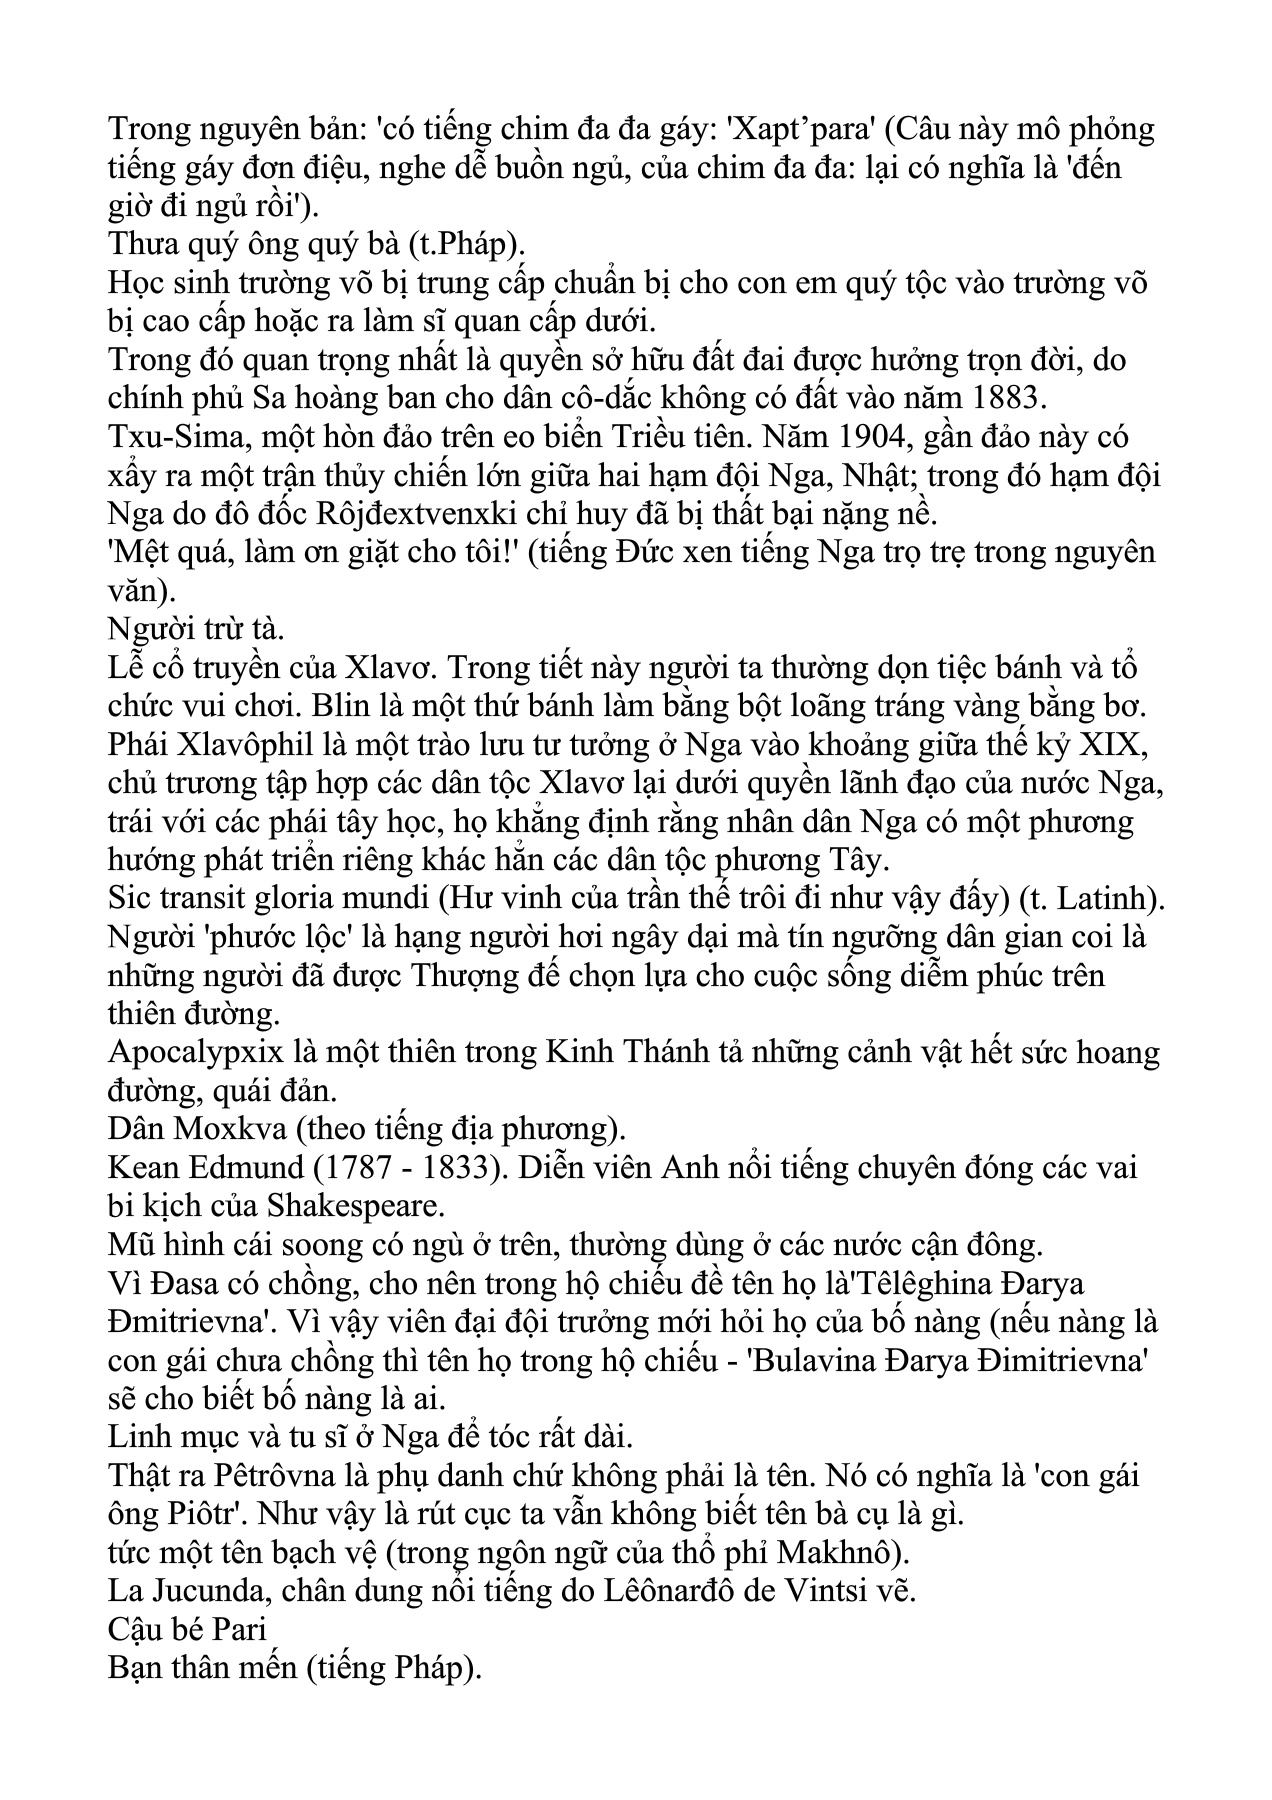 Trong nguyên bản: 'có tiếng chim đa đa gáy: 'Xapt’para' (Câu này mô phỏng
tiếng gáy đơn điệu, nghe dễ buồn ngủ, của chim đa đa: lại có nghĩa là 'đến
giờ đi ngủ rồi').
Thưa quý ông quý bà (t.Pháp).
Học sinh trường võ bị trung cấp chuẩn bị cho con em quý tộc vào trường võ
bị cao cấp hoặc ra làm sĩ quan cấp dưới.
Trong đó quan trọng nhất là quyền sở hữu đất đai được hưởng trọn đời, do
chính phủ Sa hoàng ban cho dân cô-dắc không có đất vào năm 1883.
Txu-Sima, một hòn đảo trên eo biển Triều tiên. Năm 1904, gần đảo này có
xẩy ra một trận thủy chiến lớn giữa hai hạm đội Nga, Nhật; trong đó hạm đội
Nga do đô đốc Rôjđextvenxki chỉ huy đã bị thất bại nặng nề.
'Mệt quá, làm ơn giặt cho tôi!' (tiếng Đức xen tiếng Nga trọ trẹ trong nguyên
văn).
Người trừ tà.
Lễ cổ truyền của Xlavơ. Trong tiết này người ta thường dọn tiệc bánh và tổ
chức vui chơi. Blin là một thứ bánh làm bằng bột loãng tráng vàng bằng bơ.
Phái Xlavôphil là một trào lưu tư tưởng ở Nga vào khoảng giữa thế kỷ XIX,
chủ trương tập hợp các dân tộc Xlavơ lại dưới quyền lãnh đạo của nước Nga,
trái với các phái tây học, họ khẳng định rằng nhân dân Nga có một phương
hướng phát triển riêng khác hẳn các dân tộc phương Tây.
Sic transit gloria mundi (Hư vinh của trần thế trôi đi như vậy đấy) (t. Latinh).
Người 'phước lộc' là hạng người hơi ngây dại mà tín ngưỡng dân gian coi là
những người đã được Thượng đế chọn lựa cho cuộc sống diễm phúc trên
thiên đường.
Apocalypxix là một thiên trong Kinh Thánh tả những cảnh vật hết sức hoang
đường, quái đản.
Dân Moxkva (theo tiếng địa phương).
Kean Edmund (1787 - 1833). Diễn viên Anh nổi tiếng chuyên đóng các vai
bi kịch của Shakespeare.
Mũ hình cái soong có ngù ở trên, thường dùng ở các nước cận đông.
Vì Đasa có chồng, cho nên trong hộ chiếu đề tên họ là'Têlêghina Đarya
Đmitrievna'. Vì vậy viên đại đội trưởng mới hỏi họ của bố nàng (nếu nàng là
con gái chưa chồng thì tên họ trong hộ chiếu - 'Bulavina Đarya Đimitrievna'
sẽ cho biết bố nàng là ai.
Linh mục và tu sĩ ở Nga để tóc rất dài.
Thật ra Pêtrôvna là phụ danh chứ không phải là tên. Nó có nghĩa là 'con gái
ông Piôtr'. Như vậy là rút cục ta vẫn không biết tên bà cụ là gì.
tức một tên bạch vệ (trong ngôn ngữ của thổ phỉ Makhnô).
La Jucunda, chân dung nổi tiếng do Lêônarđô de Vintsi vẽ.
Cậu bé Pari
Bạn thân mến (tiếng Pháp).